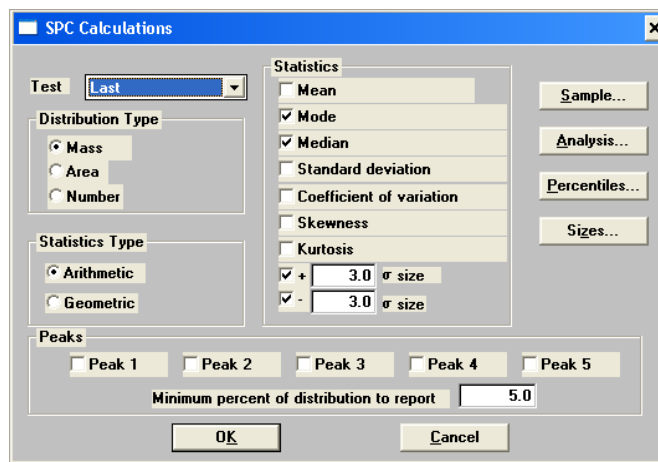 SPC Calculations
Test Last
Distribution Type
Mass
Area
Number
Statistics Type
Arithmetic
Geometric
Statistics
Mean
Mode
Median
Standard deviation
Coefficient of variation
Skewness
Kurtosis
+ 3.0 σ size
- 3.0 σ size
Sample...
Analysis...
Percentiles...
Sizes...
Peaks
Peak 1 Peak 2 Peak 3 Peak 4 Peak 5
Minimum percent of distribution to report 5.0
OK Cancel